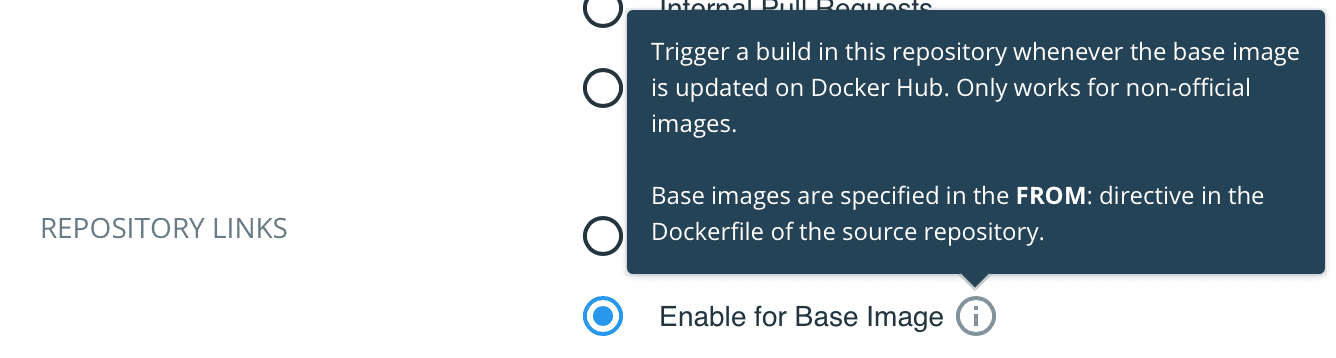 Internal Pull Requests
Trigger a build in this repository whenever the base image
is updated on Docker Hub. Only works for non-official
images.
Base images are specified in the FROM: directive in the
Dockerfile of the source repository.
REPOSITORY LINKS
Enable for Base Image